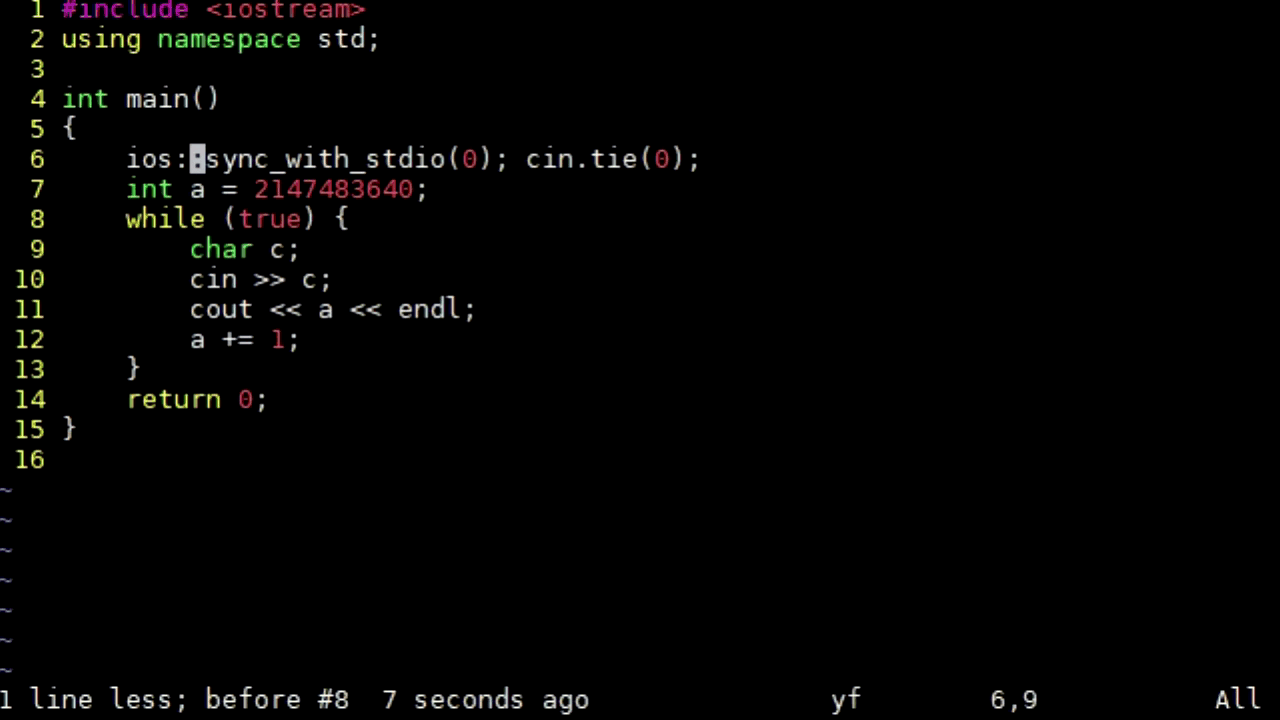 1 #include <iostream>
2 using namespace std;
3
4 int main()
5 {
6     ios::sync_with_stdio(0); cin.tie(0);
7     int a = 2147483640;
8     while (true) {
9         char c;
10         cin >> c;
11         cout << a << endl;
12         a += 1;
13     }
14     return 0;
15 }
16
~
~
~
~
~
~
~
1 line less; before #8  7 seconds ago    yf    6,9    All